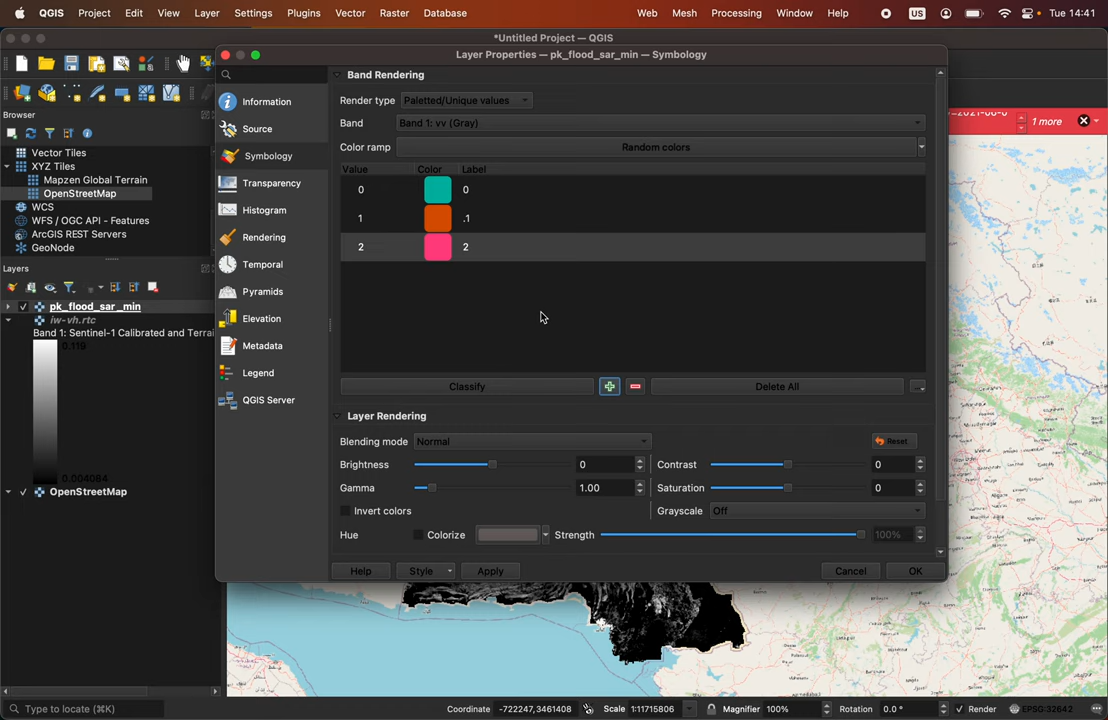 QGIS Project Edit View Layer Settings Plugins Vector Raster Database Web Mesh Processing Window Help US Tue 14:41
*Untitled Project — QGIS
Layer Properties — pk_flood_sar_min — Symbology
Browser
Vector Tiles
XYZ Tiles
Mapzen Global Terrain
OpenStreetMap
WCS
WFS / OGC API - Features
ArcGIS REST Servers
GeoNode
Layers
pk_flood_sar_min
iw-vh.rtc
Band 1: Sentinel-1 Calibrated and Terrai
0.119
0.004084
OpenStreetMap
Information
Source
Symbology
Transparency
Histogram
Rendering
Temporal
Pyramids
Elevation
Metadata
Legend
QGIS Server
Band Rendering
Render type Paletted/Unique values
Band Band 1: vv (Gray)
Color ramp Random colors
Value Color Label
0 0
1 .1
2 2
Classify Delete All ...
Layer Rendering
Blending mode Normal Reset
Brightness 0 Contrast 0
Gamma 1.00 Saturation 0
Invert colors Grayscale Off
Hue Colorize Strength 100%
Help Style Apply Cancel OK
=2021-06-0 1 more
Type to locate (⌘K) Coordinate -722247,3461408 Scale 1:11715806 Magnifier 100% Rotation 0.0 ° Render EPSG:32642